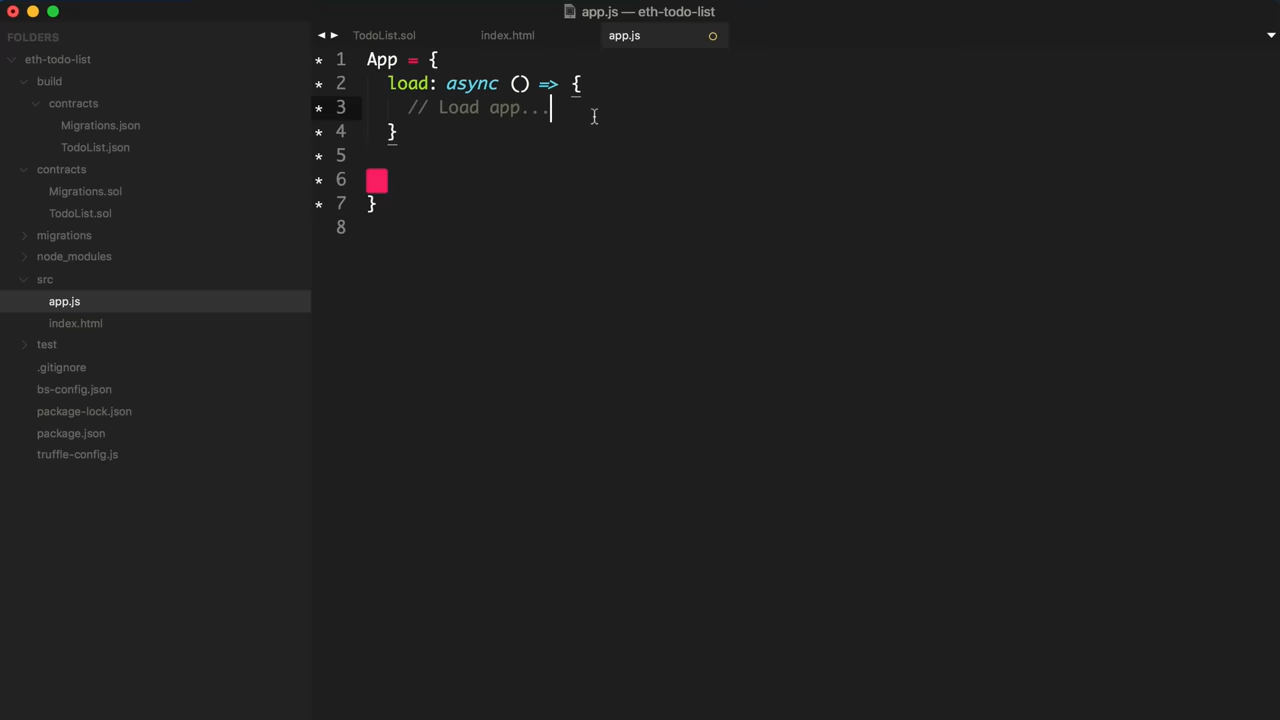 app.js — eth-todo-list
FOLDERS
eth-todo-list
build
contracts
Migrations.json
TodoList.json
contracts
Migrations.sol
TodoList.sol
migrations
node_modules
src
app.js
index.html
test
.gitignore
bs-config.json
package-lock.json
package.json
truffle-config.js
TodoList.sol index.html app.js
* 1 App = {
* 2 load: async () => {
* 3 // Load app...
* 4 }
* 5
* 6
* 7 }
8